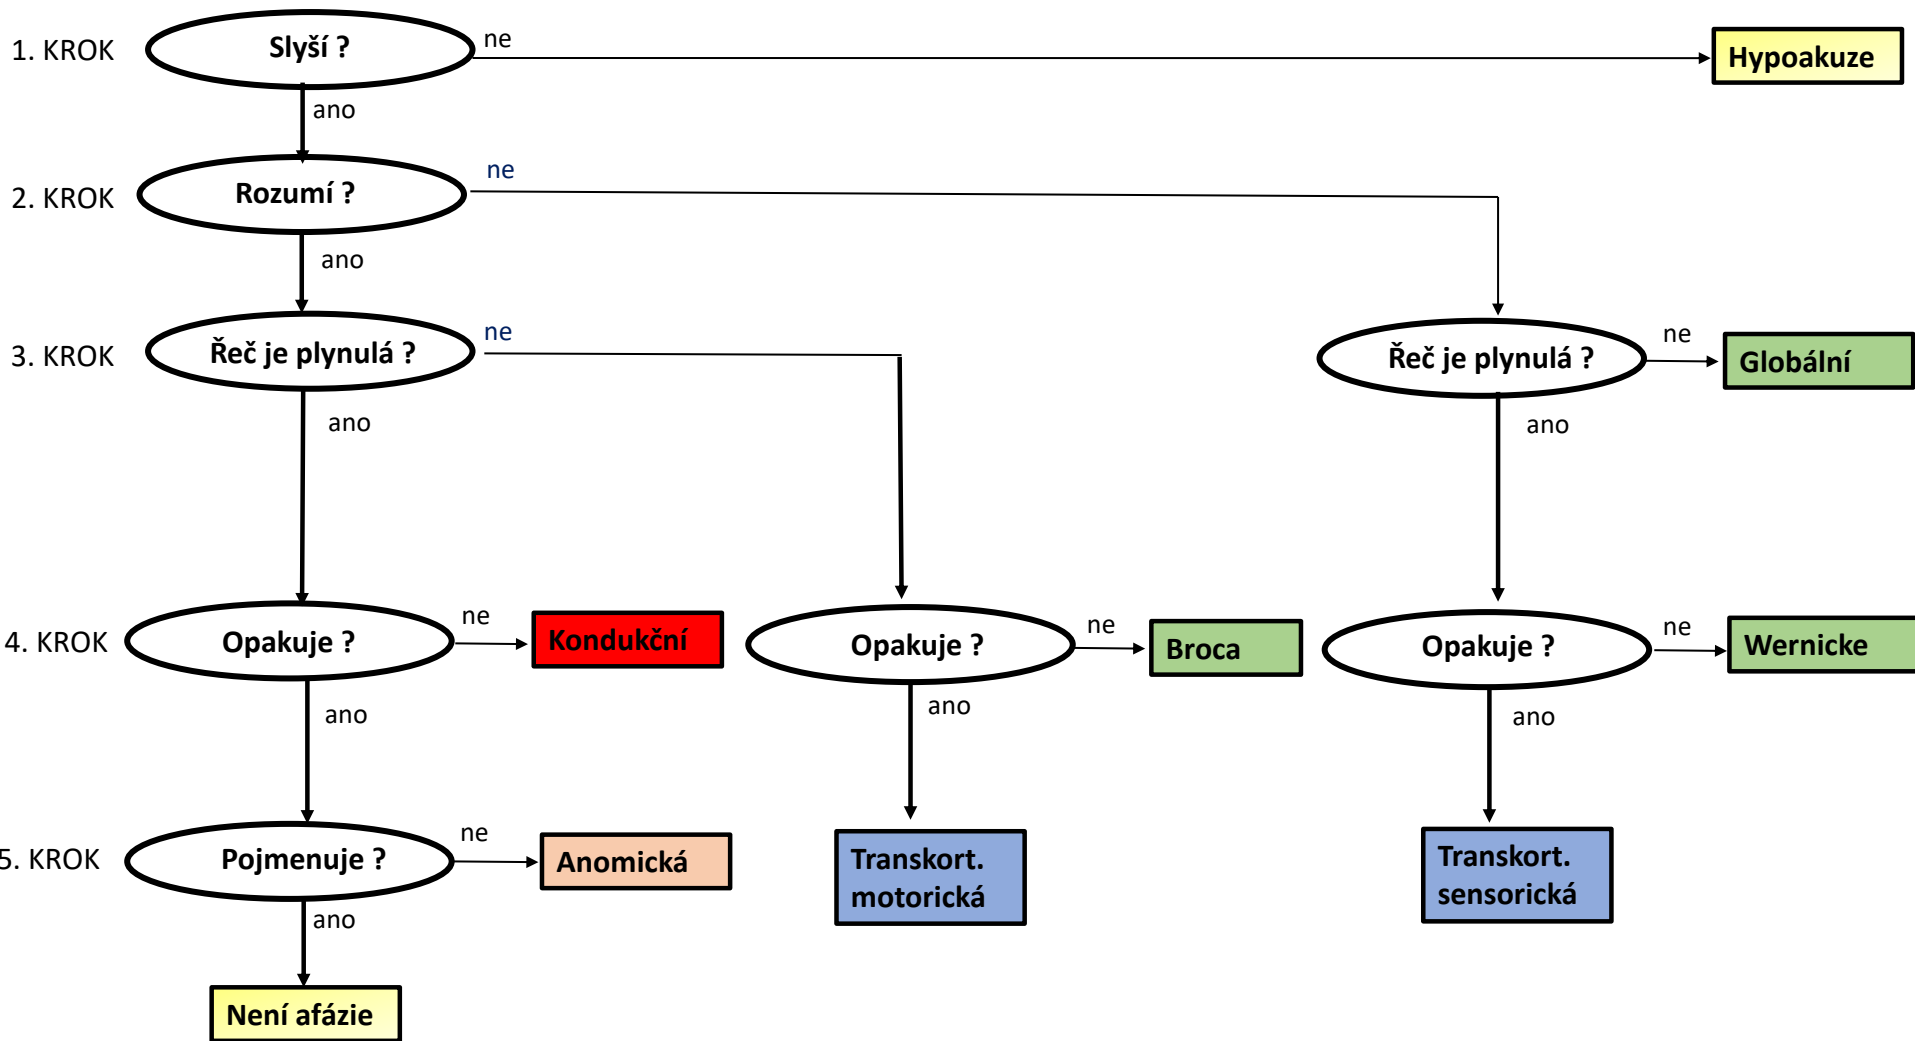 1. KROK
Slyší ?
ne
Hypoakuze
ano
2. KROK
Rozumí ?
ne
ano
3. KROK
Řeč je plynulá ?
ne
Řeč je plynulá ?
ne
Globální
ano
ano
4. KROK
Opakuje ?
ne
Kondukční
Opakuje ?
ne
Broca
Opakuje ?
ne
Wernicke
ano
ano
ano
5. KROK
Pojmenuje ?
ne
Anomická
Transkort.
motorická
Transkort.
sensorická
ano
Není afázie